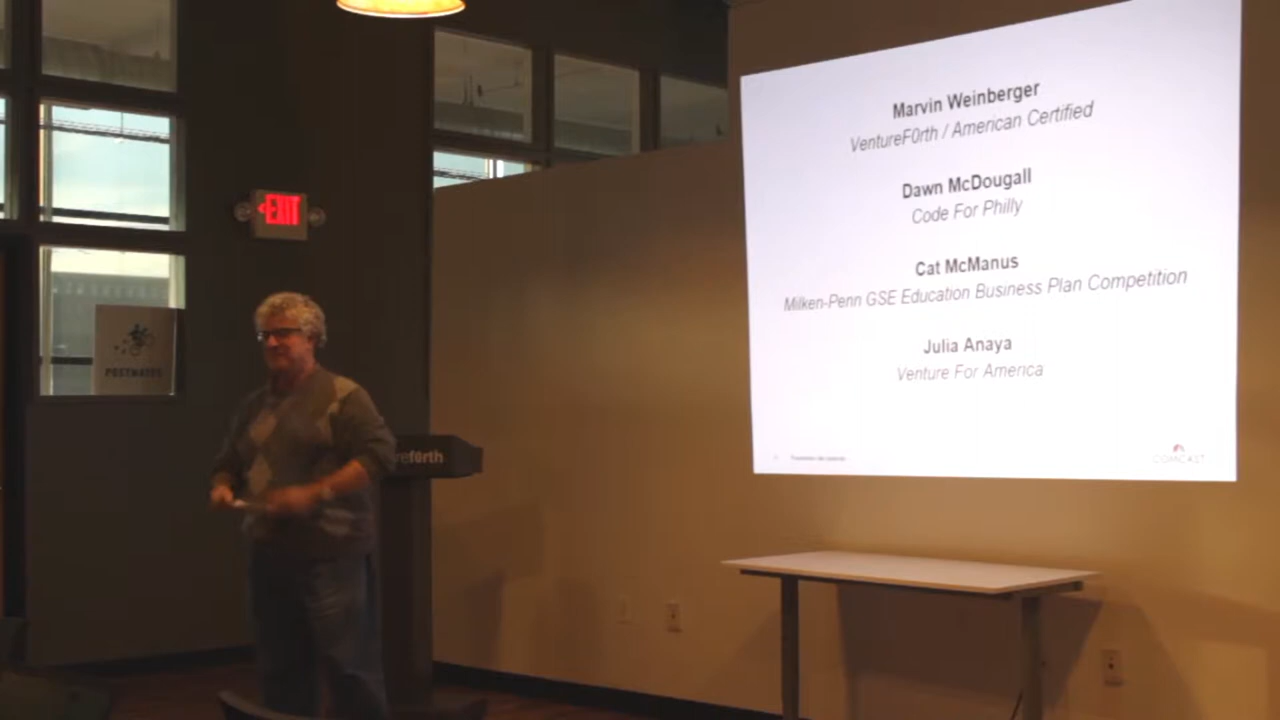 Marvin Weinberger
VentureF0rth / American Certified
Dawn McDougall
Code For Philly
Cat McManus
Milken-Penn GSE Education Business Plan Competition
Julia Anaya
Venture For America
COMCAST
EXIT
POSTMATES
ref0rth